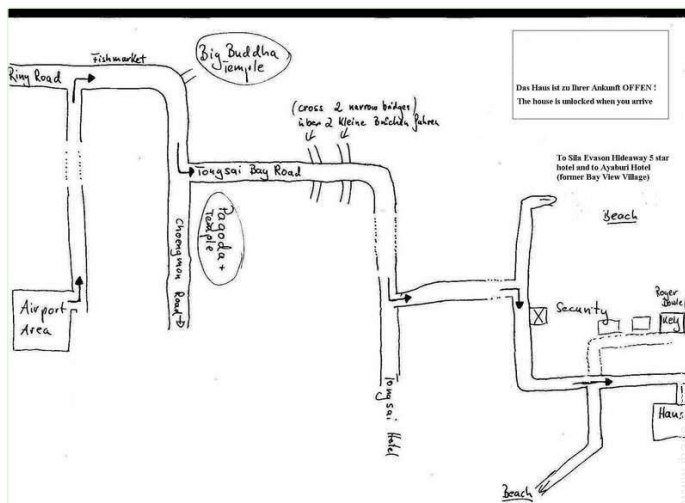 Fishmarket
Ring Road
Big Buddha
Temple
Das Haus ist zu Ihrer Ankunft OFFEN !
The house is unlocked when you arrive
(cross 2 narrow bridges)
über 2 Kleine Brücken fahren
To Sila Evason Hideaway 5 star
hotel and to Ayaburi Hotel
(former Bay View Village)
Tongsai Bay Road
Pagoda +
Temple
Choengmon Road
Beach
Airport
Area
Security
Roger
Key
Tongsai Hotel
Haus
Beach